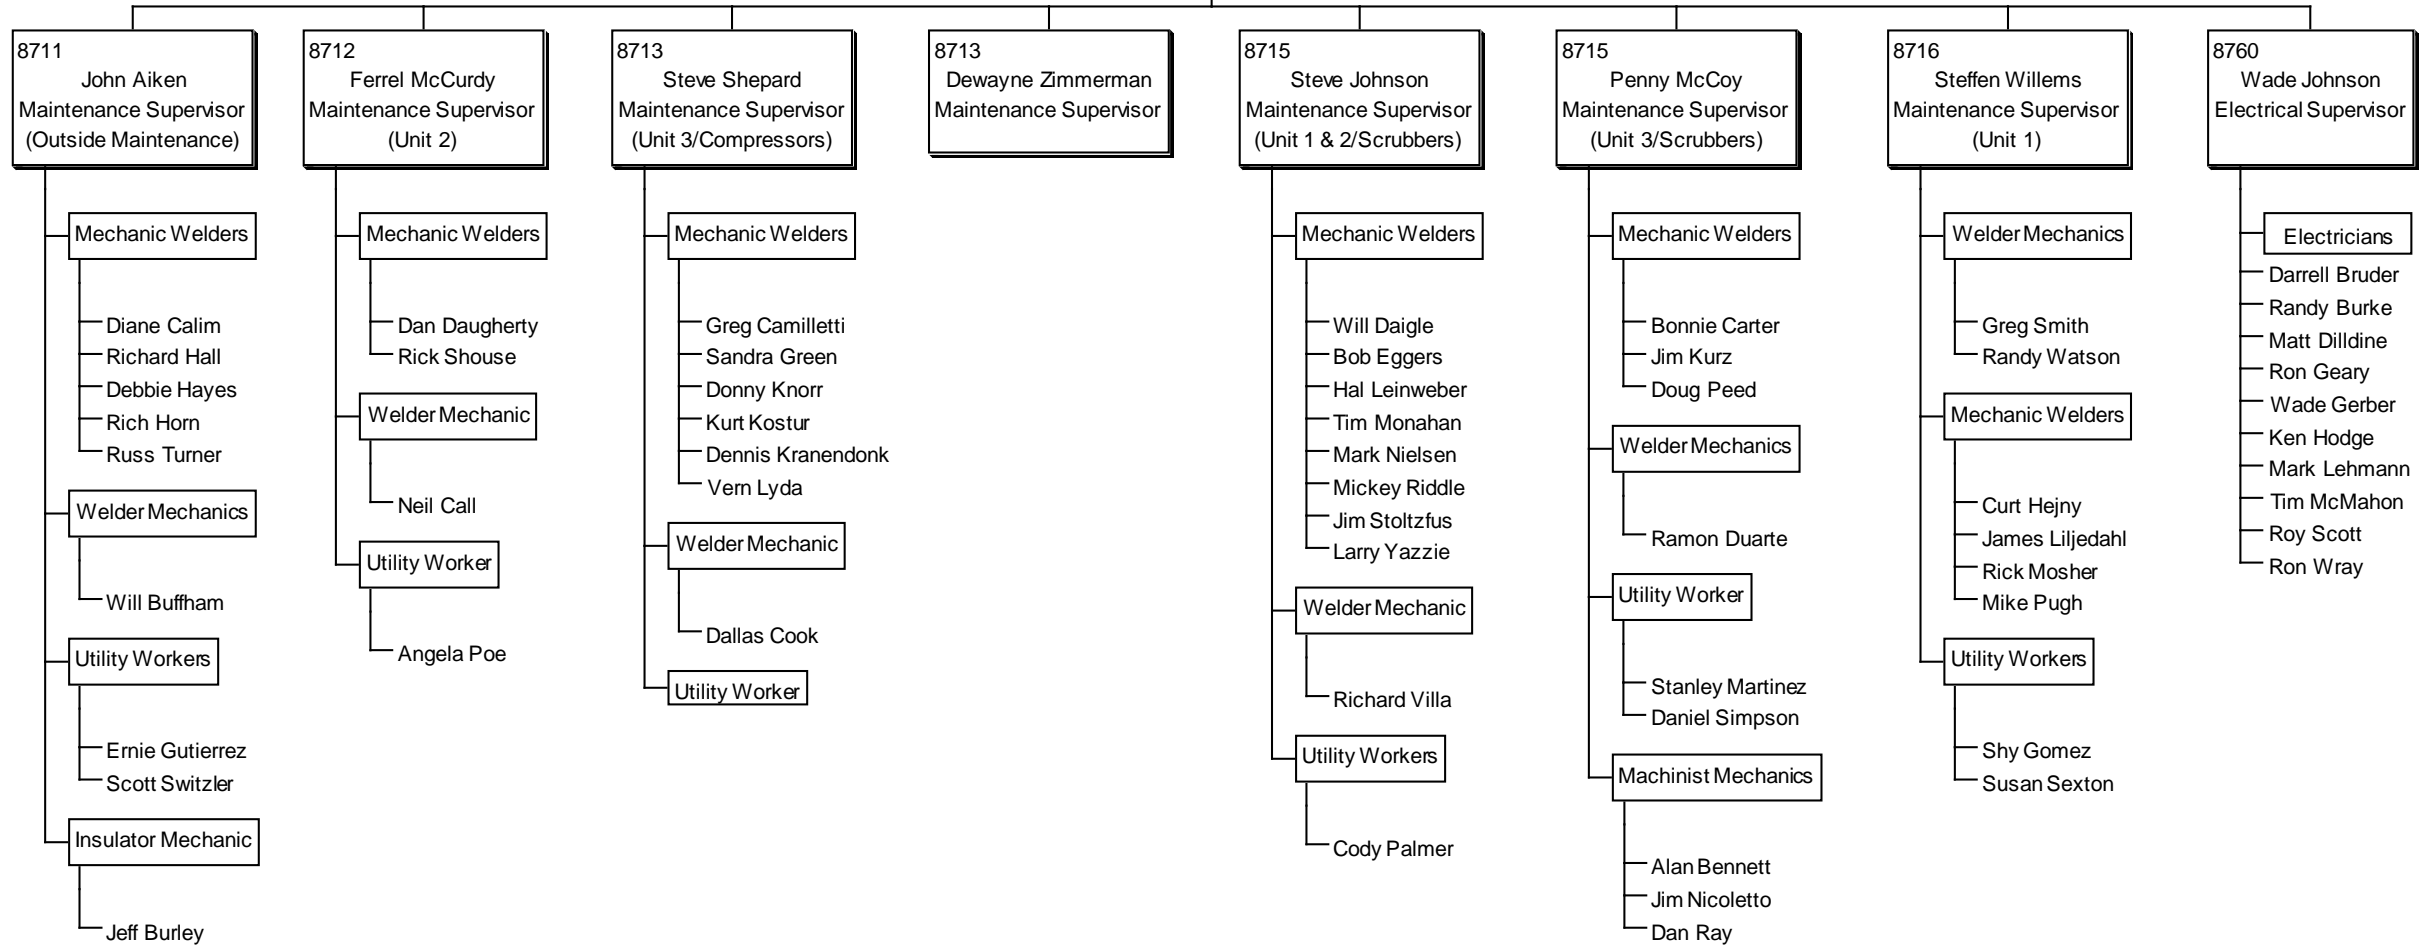 8711
John Aiken
Maintenance Supervisor
(Outside Maintenance)
Mechanic Welders
Diane Calim
Richard Hall
Debbie Hayes
Rich Horn
Russ Turner
Welder Mechanics
Will Buffham
Utility Workers
Ernie Gutierrez
Scott Switzler
Insulator Mechanic
Jeff Burley
8712
Ferrel McCurdy
Maintenance Supervisor
(Unit 2)
Mechanic Welders
Dan Daugherty
Rick Shouse
Welder Mechanic
Neil Call
Utility Worker
Angela Poe
8713
Steve Shepard
Maintenance Supervisor
(Unit 3/Compressors)
Mechanic Welders
Greg Camilletti
Sandra Green
Donny Knorr
Kurt Kostur
Dennis Kranendonk
Vern Lyda
Welder Mechanic
Dallas Cook
Utility Worker
8713
Dewayne Zimmerman
Maintenance Supervisor
8715
Steve Johnson
Maintenance Supervisor
(Unit 1 & 2/Scrubbers)
Mechanic Welders
Will Daigle
Bob Eggers
Hal Leinweber
Tim Monahan
Mark Nielsen
Mickey Riddle
Jim Stoltzfus
Larry Yazzie
Welder Mechanic
Richard Villa
Utility Workers
Cody Palmer
8715
Penny McCoy
Maintenance Supervisor
(Unit 3/Scrubbers)
Mechanic Welders
Bonnie Carter
Jim Kurz
Doug Peed
Welder Mechanics
Ramon Duarte
Utility Worker
Stanley Martinez
Daniel Simpson
Machinist Mechanics
Alan Bennett
Jim Nicoletto
Dan Ray
8716
Steffen Willems
Maintenance Supervisor
(Unit 1)
Welder Mechanics
Greg Smith
Randy Watson
Mechanic Welders
Curt Hejny
James Liljedahl
Rick Mosher
Mike Pugh
Utility Workers
Shy Gomez
Susan Sexton
8760
Wade Johnson
Electrical Supervisor
Electricians
Darrell Bruder
Randy Burke
Matt Dilldine
Ron Geary
Wade Gerber
Ken Hodge
Mark Lehmann
Tim McMahon
Roy Scott
Ron Wray